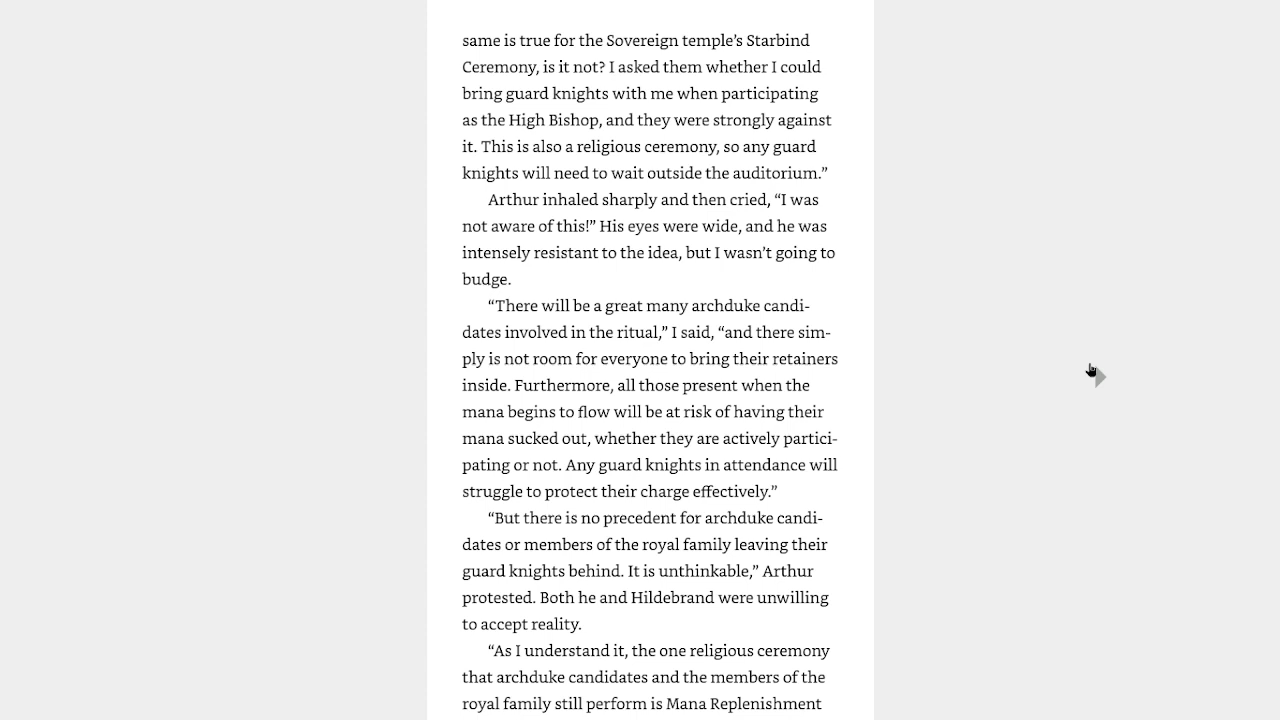 same is true for the Sovereign temple’s Starbind
Ceremony, is it not? I asked them whether I could
bring guard knights with me when participating
as the High Bishop, and they were strongly against
it. This is also a religious ceremony, so any guard
knights will need to wait outside the auditorium.”
Arthur inhaled sharply and then cried, “I was
not aware of this!” His eyes were wide, and he was
intensely resistant to the idea, but I wasn’t going to
budge.
“There will be a great many archduke candi-
dates involved in the ritual,” I said, “and there sim-
ply is not room for everyone to bring their retainers
inside. Furthermore, all those present when the
mana begins to flow will be at risk of having their
mana sucked out, whether they are actively partici-
pating or not. Any guard knights in attendance will
struggle to protect their charge effectively.”
“But there is no precedent for archduke candi-
dates or members of the royal family leaving their
guard knights behind. It is unthinkable,” Arthur
protested. Both he and Hildebrand were unwilling
to accept reality.
“As I understand it, the one religious ceremony
that archduke candidates and the members of the
royal family still perform is Mana Replenishment